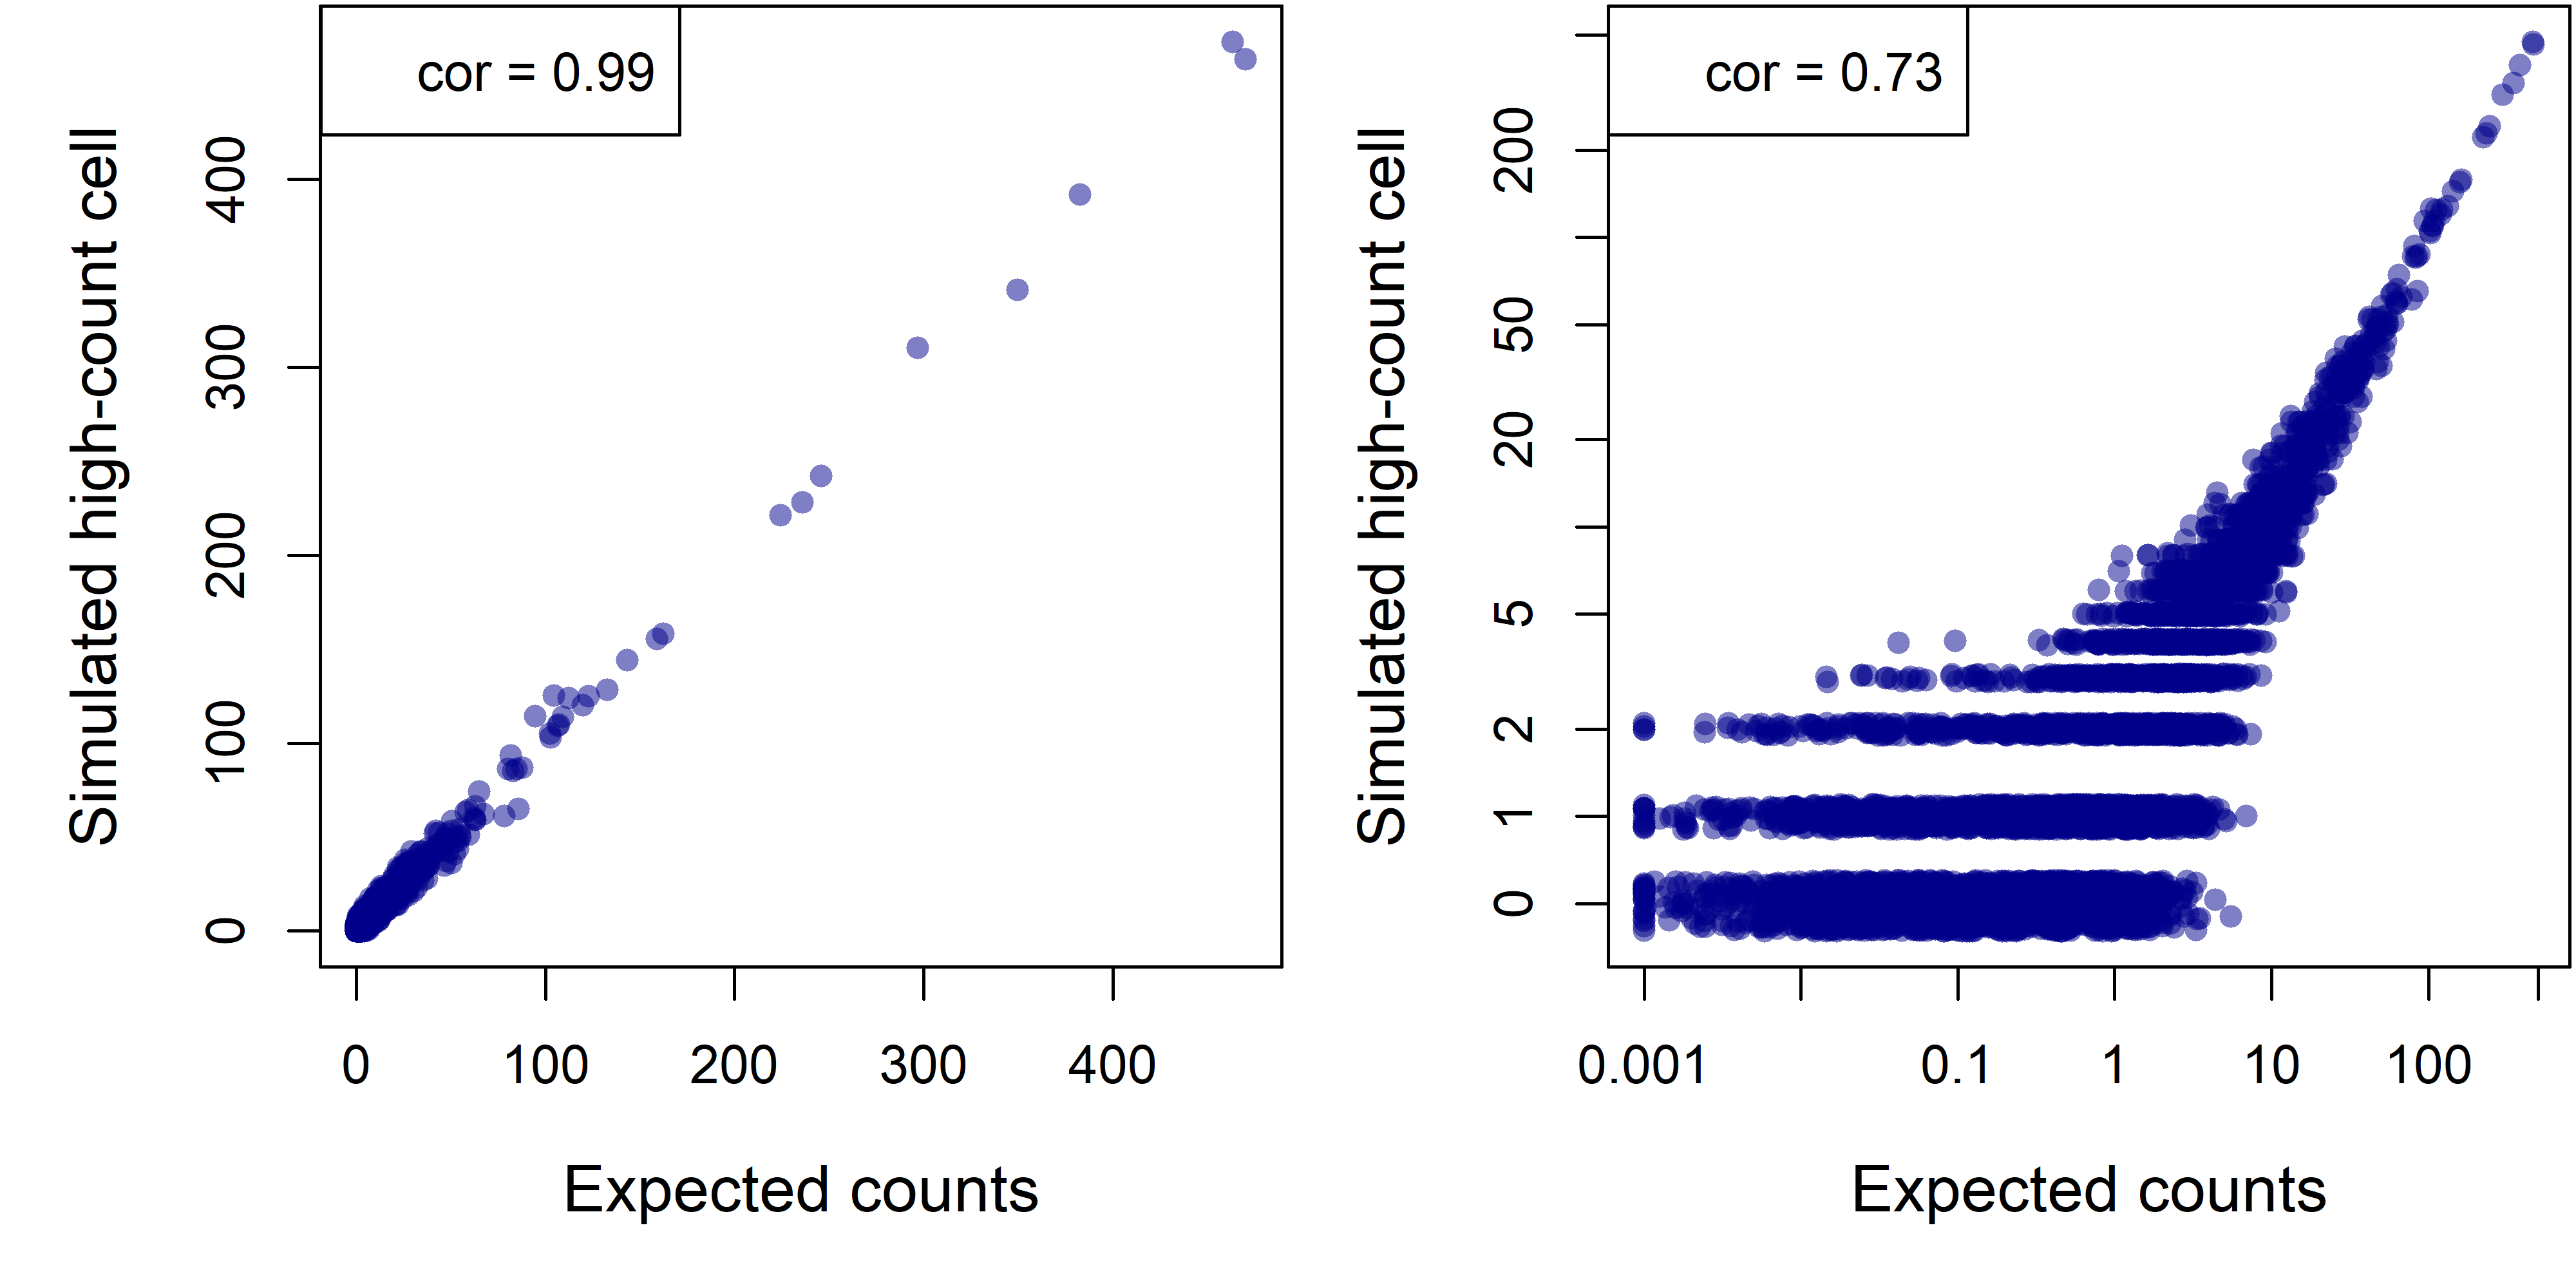 cor = 0.99
Simulated high-count cell
400
300
200
100
0
0 100 200 300 400
Expected counts
cor = 0.73
Simulated high-count cell
200
50
20
5
2
1
0
0.001 0.1 1 10 100
Expected counts